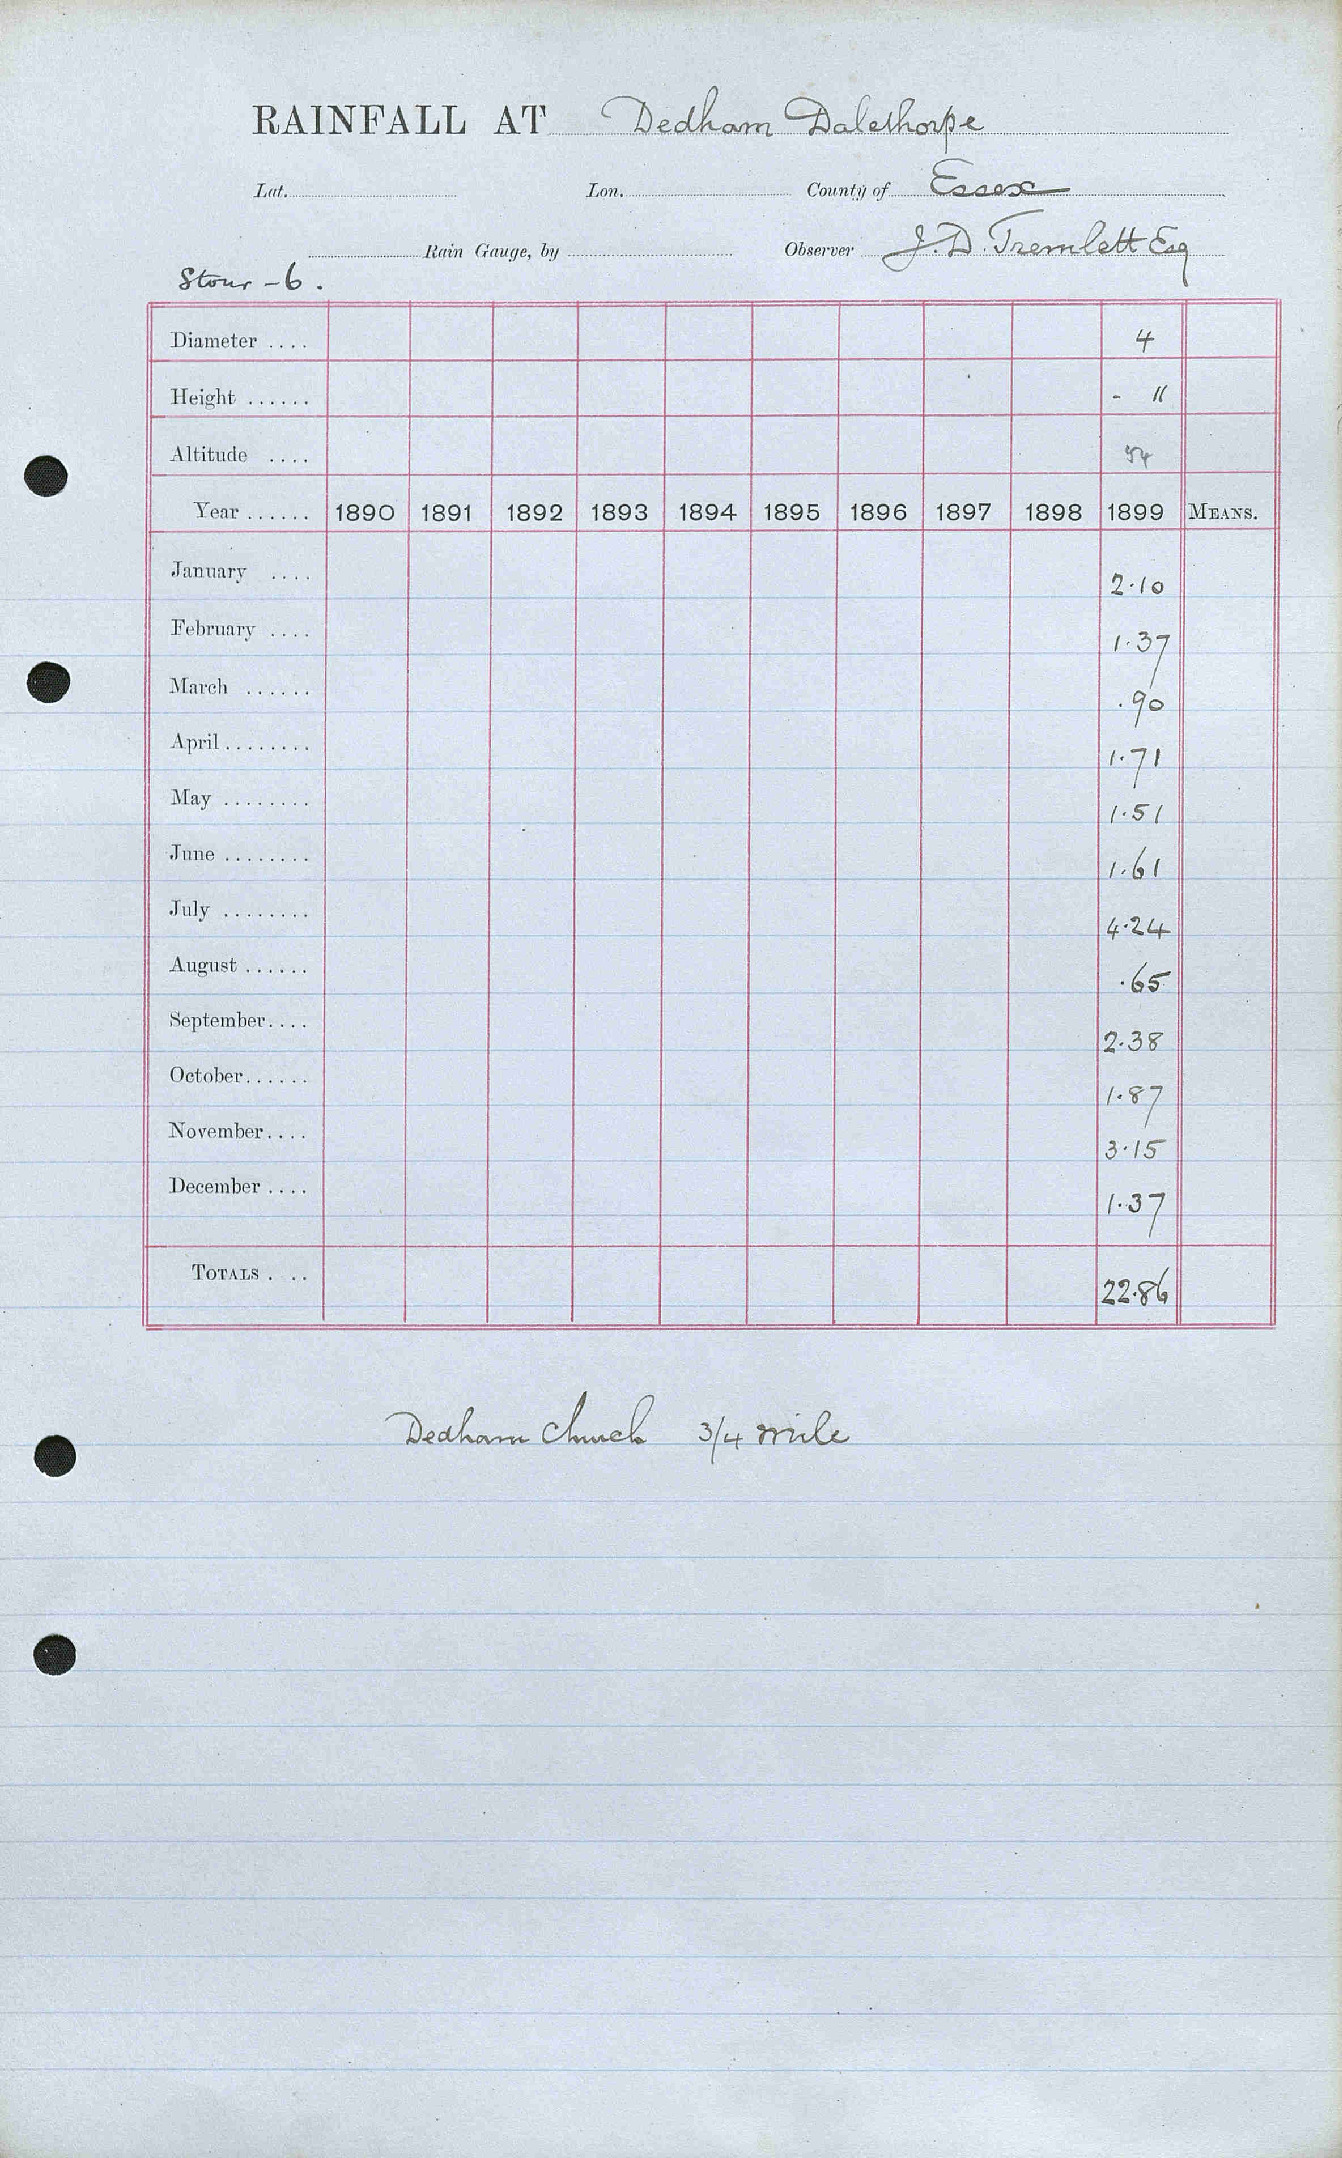 RAINFALL AT Dedham Dalethorpe
Lat. Lon. County of Essex
Rain Gauge, by Observer J. D. Tremlett Esq
Stour - 6.
Diameter .... 4
Height ...... - 11
Altitude .... 54
Year ...... 1890 1891 1892 1893 1894 1895 1896 1897 1898 1899 MEANS.
January .... 2.10
February .... 1.37
March ...... .90
April ........ 1.71
May ........ 1.51
June ........ 1.61
July ........ 4.24
August ...... .65
September.... 2.38
October...... 1.87
November.... 3.15
December .... 1.37
TOTALS . .. 22.86
Dedham Church 3/4 mile